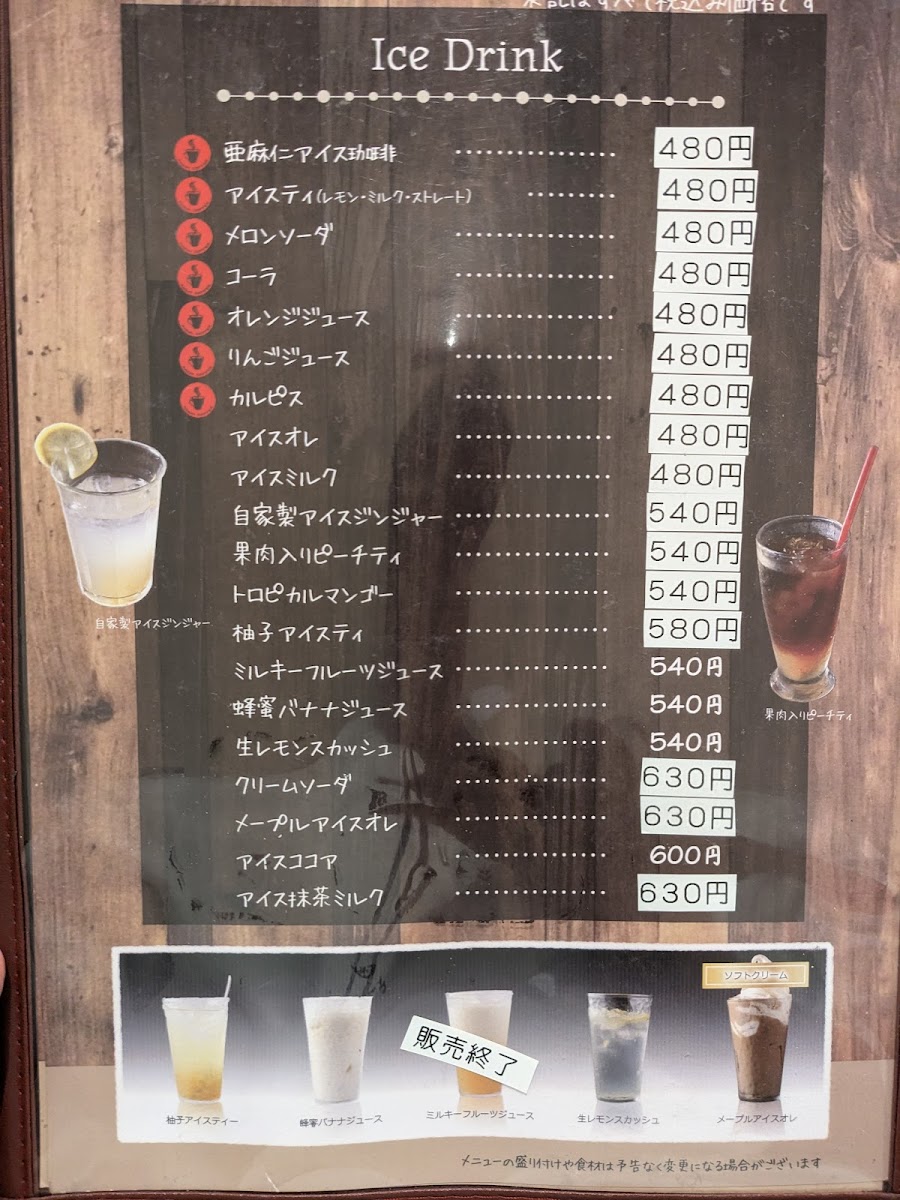 表記はすべて税込み価格です
Ice Drink
亜麻仁アイス珈琲 480円
アイスティ(レモン・ミルク・ストレート) 480円
メロンソーダ 480円
コーラ 480円
オレンジジュース 480円
りんごジュース 480円
カルピス 480円
アイスオレ 480円
アイスミルク 480円
自家製アイスジンジャー 540円
果肉入りピーチティ 540円
トロピカルマンゴー 540円
柚子アイスティ 580円
ミルキーフルーツジュース 540円
蜂蜜バナナジュース 540円
生レモンスカッシュ 540円
クリームソーダ 630円
メープルアイスオレ 630円
アイスココア 600円
アイス抹茶ミルク 630円
自家製アイスジンジャー
果肉入りピーチティ
ソフトクリーム
販売終了
柚子アイスティー
蜂蜜バナナジュース
ミルキーフルーツジュース
生レモンスカッシュ
メープルアイスオレ
メニューの盛り付けや食材は予告なく変更になる場合がございます